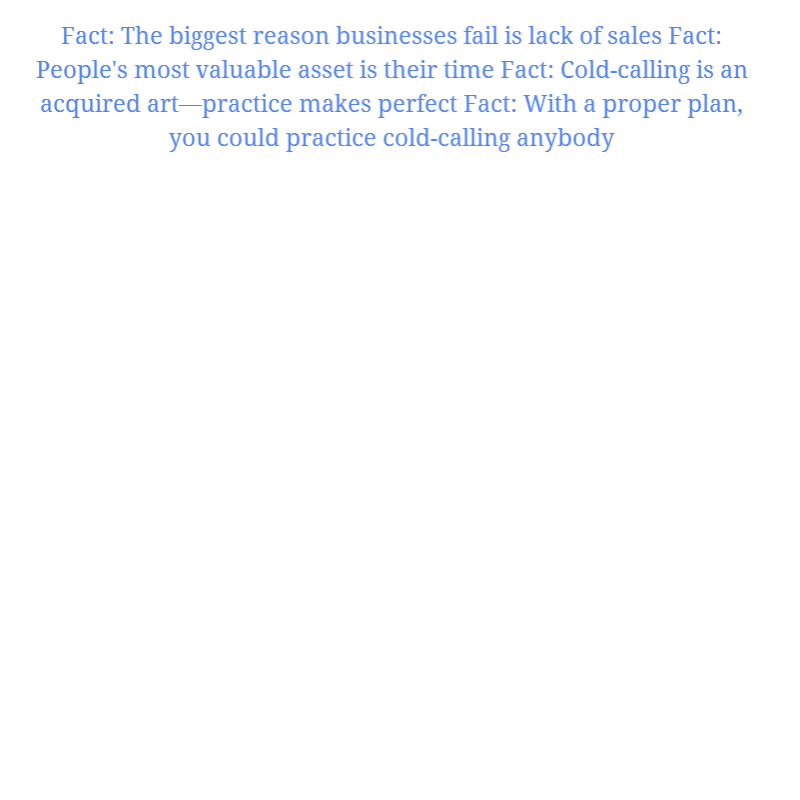 Fact: The biggest reason businesses fail is lack of sales Fact:
People's most valuable asset is their time Fact: Cold-calling is an
acquired art—practice makes perfect Fact: With a proper plan,
you could practice cold-calling anybody